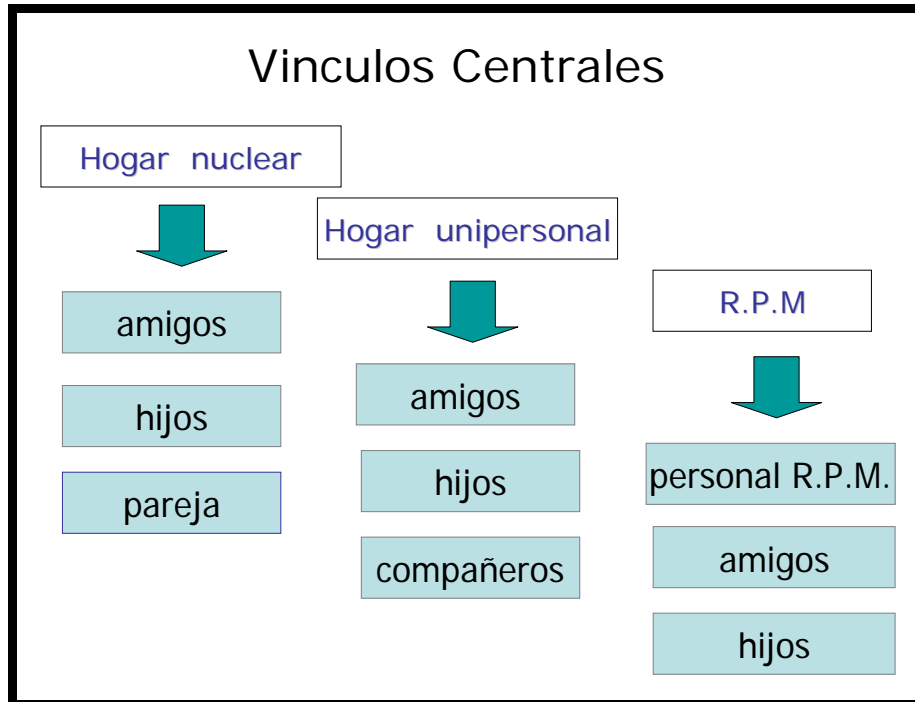 Vinculos Centrales
Hogar nuclear
amigos
hijos
pareja
Hogar unipersonal
amigos
hijos
compañeros
R.P.M
personal R.P.M.
amigos
hijos